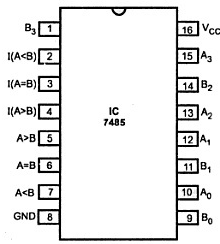 B₃ 1 16 V_CC
I(A<B) 2 15 A₃
I(A=B) 3 14 B₂
I(A>B) 4 13 A₂
IC
7485
A>B 5 12 A₁
A=B 6 11 B₁
A<B 7 10 A₀
GND 8 9 B₀